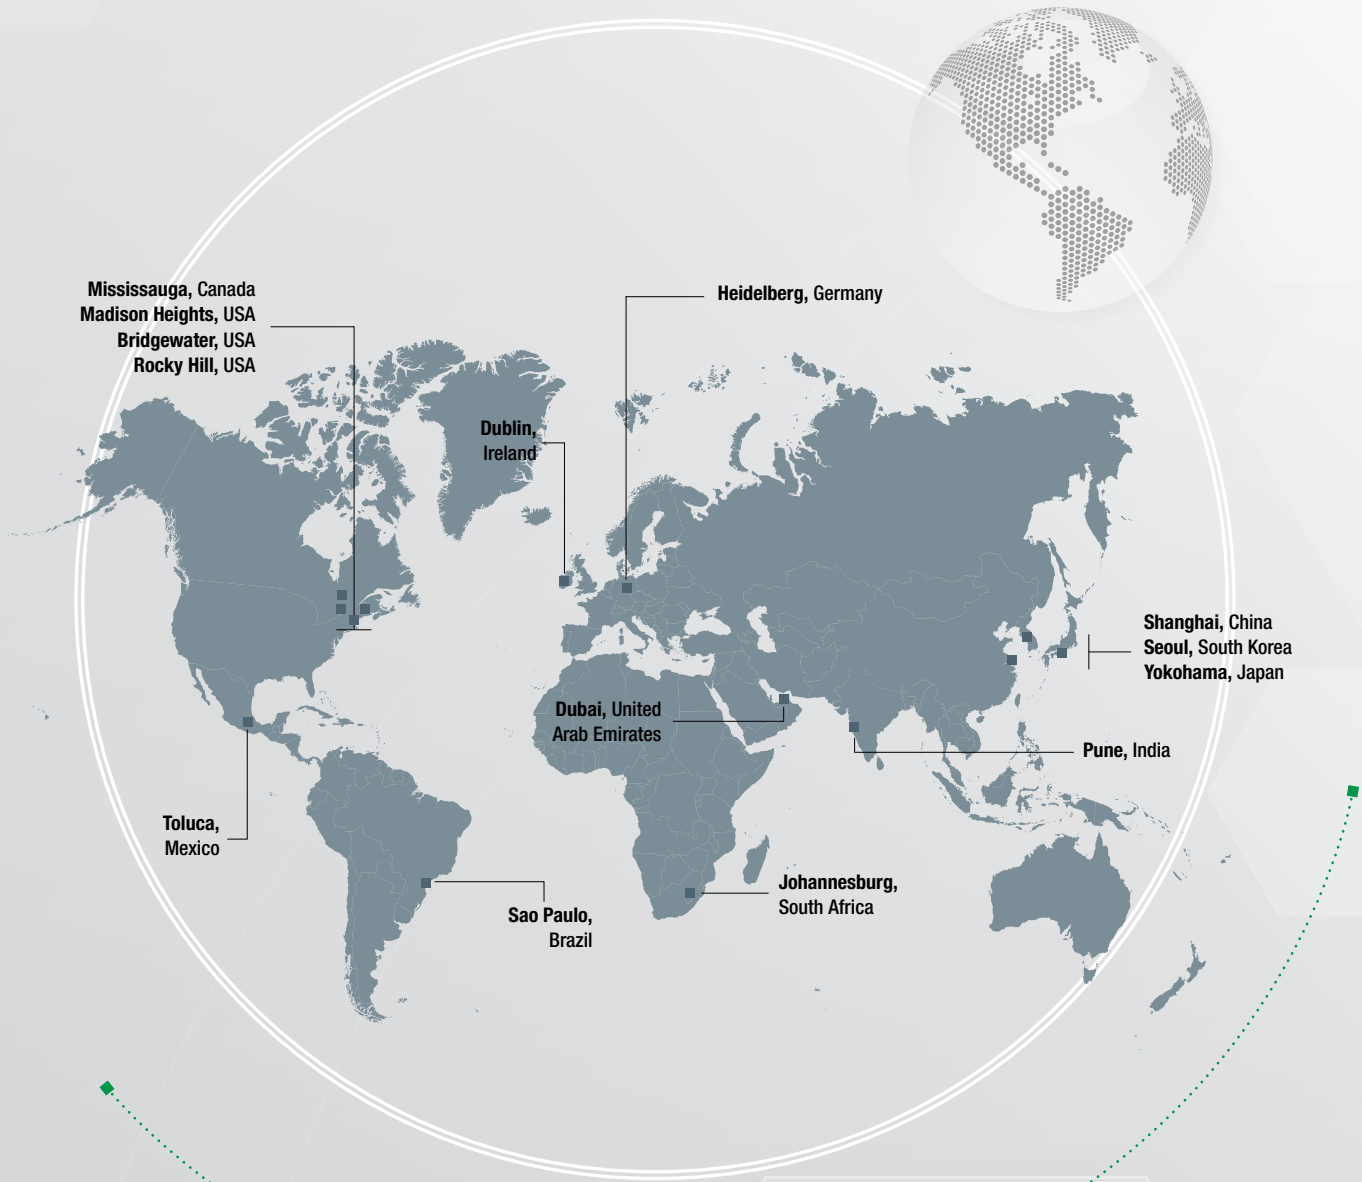 Mississauga, Canada
Madison Heights, USA
Bridgewater, USA
Rocky Hill, USA
Heidelberg, Germany
Dublin,
Ireland
Shanghai, China
Seoul, South Korea
Yokohama, Japan
Dubai, United
Arab Emirates
Pune, India
Toluca,
Mexico
Johannesburg,
South Africa
Sao Paulo,
Brazil